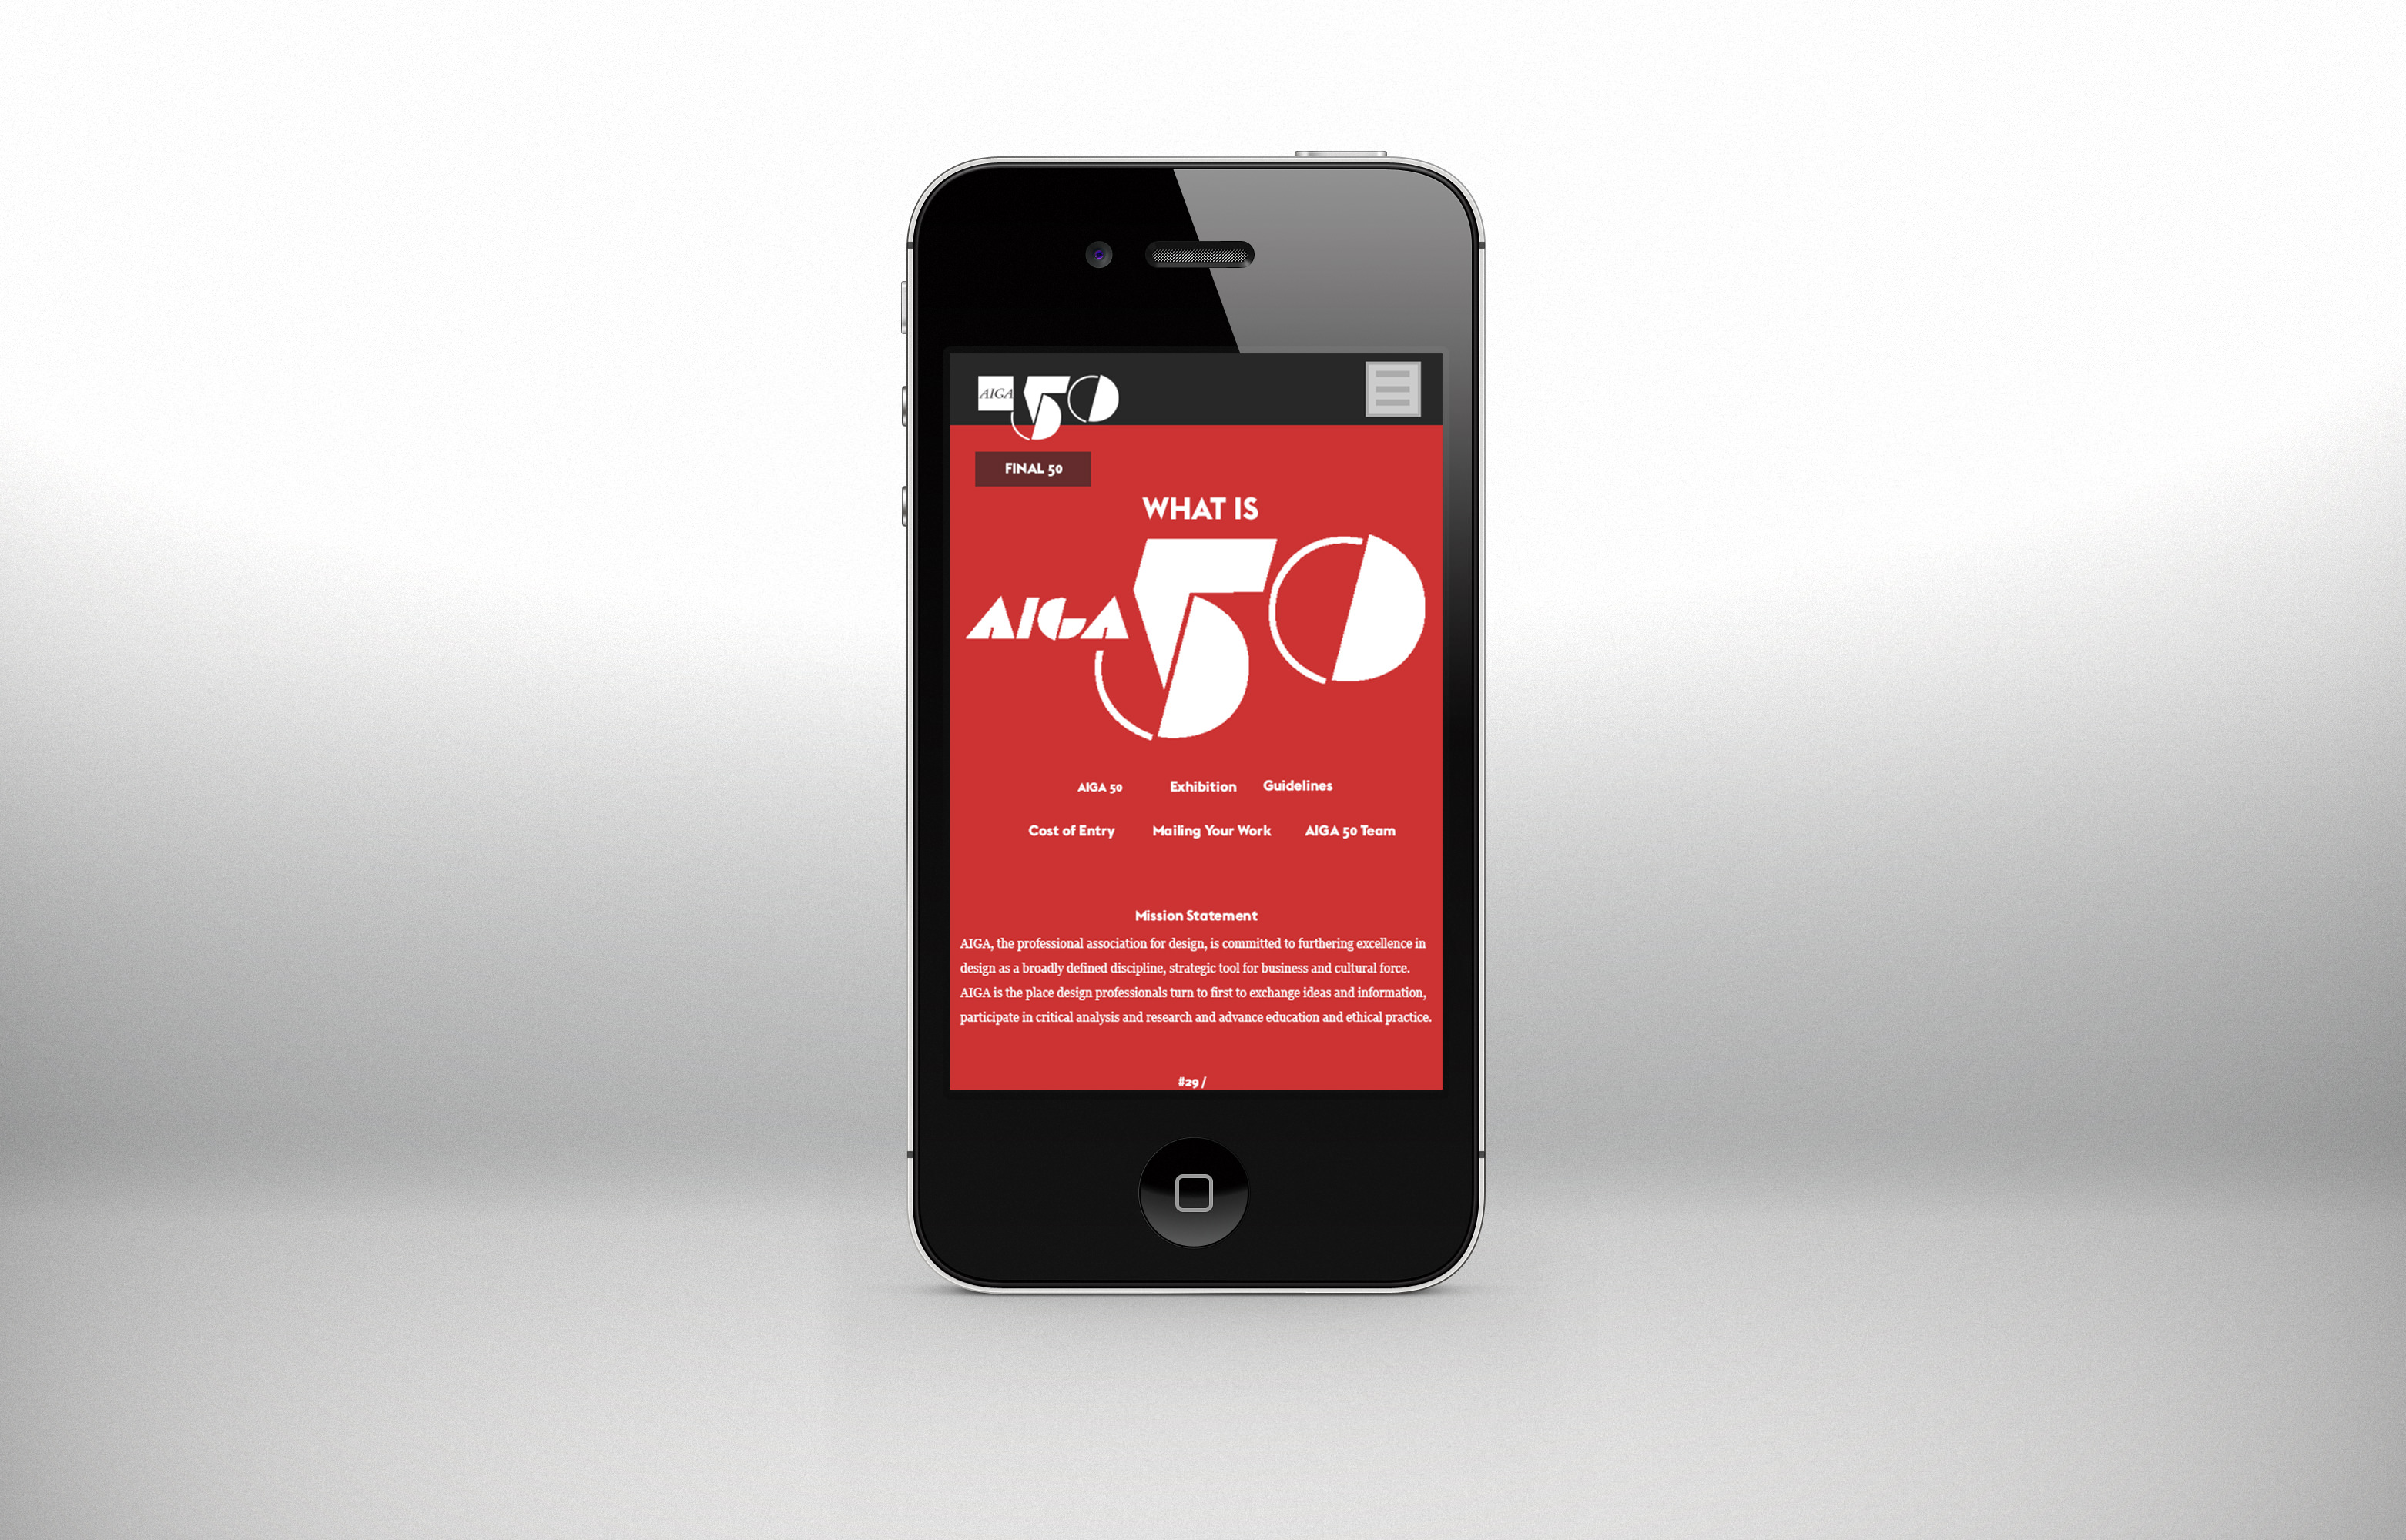 AIGA 50
FINAL 50
WHAT IS
AIGA 50
AIGA 50 Exhibition Guidelines
Cost of Entry Mailing Your Work AIGA 50 Team
Mission Statement
AIGA, the professional association for design, is committed to furthering excellence in
design as a broadly defined discipline, strategic tool for business and cultural force.
AIGA is the place design professionals turn to first to exchange ideas and information,
participate in critical analysis and research and advance education and ethical practice.
#29 /